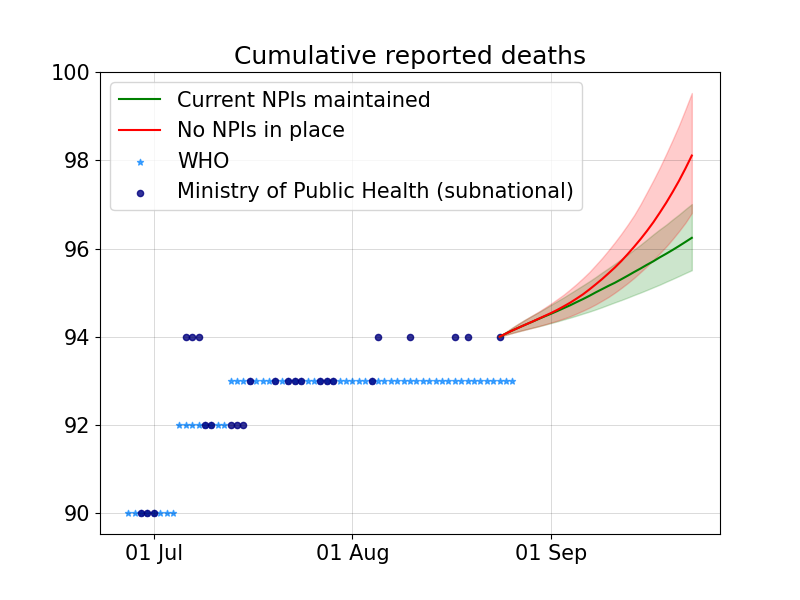 Cumulative reported deaths
100
98
96
94
92
90
Current NPIs maintained
No NPIs in place
WHO
Ministry of Public Health (subnational)
01 Jul
01 Aug
01 Sep